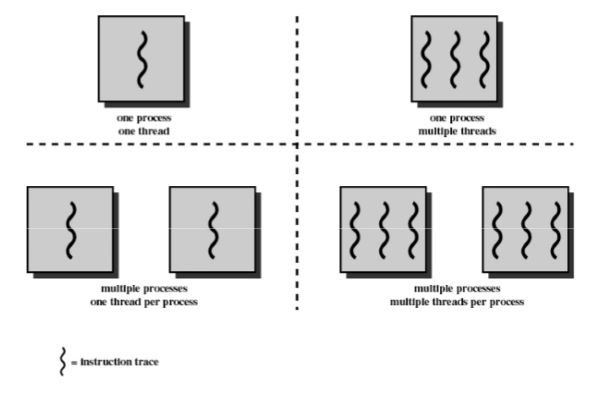 one process
one thread
one process
multiple threads
multiple processes
one thread per process
multiple processes
multiple threads per process
= instruction trace